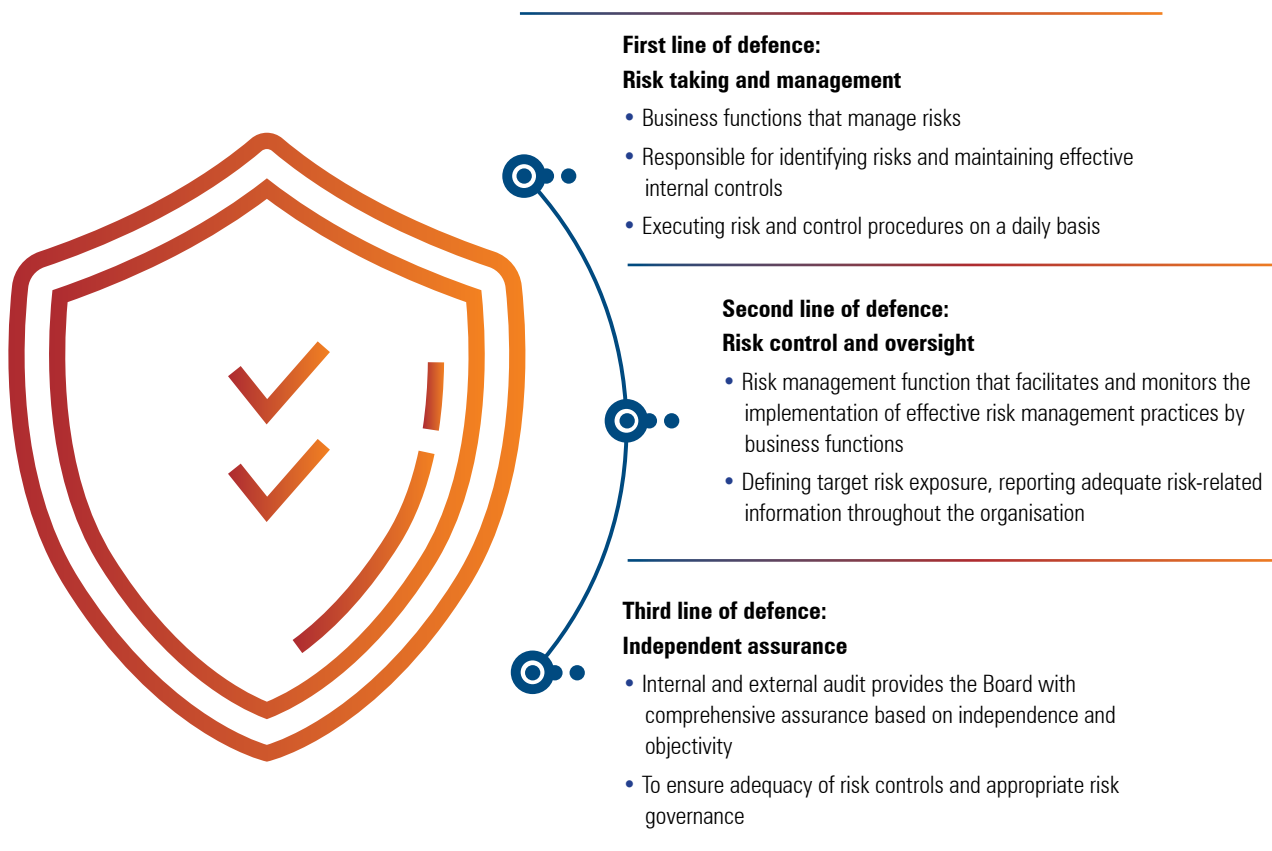 First line of defence:
Risk taking and management
• Business functions that manage risks
• Responsible for identifying risks and maintaining effective
internal controls
• Executing risk and control procedures on a daily basis
Second line of defence:
Risk control and oversight
• Risk management function that facilitates and monitors the
implementation of effective risk management practices by
business functions
• Defining target risk exposure, reporting adequate risk-related
information throughout the organisation
Third line of defence:
Independent assurance
• Internal and external audit provides the Board with
comprehensive assurance based on independence and
objectivity
• To ensure adequacy of risk controls and appropriate risk
governance